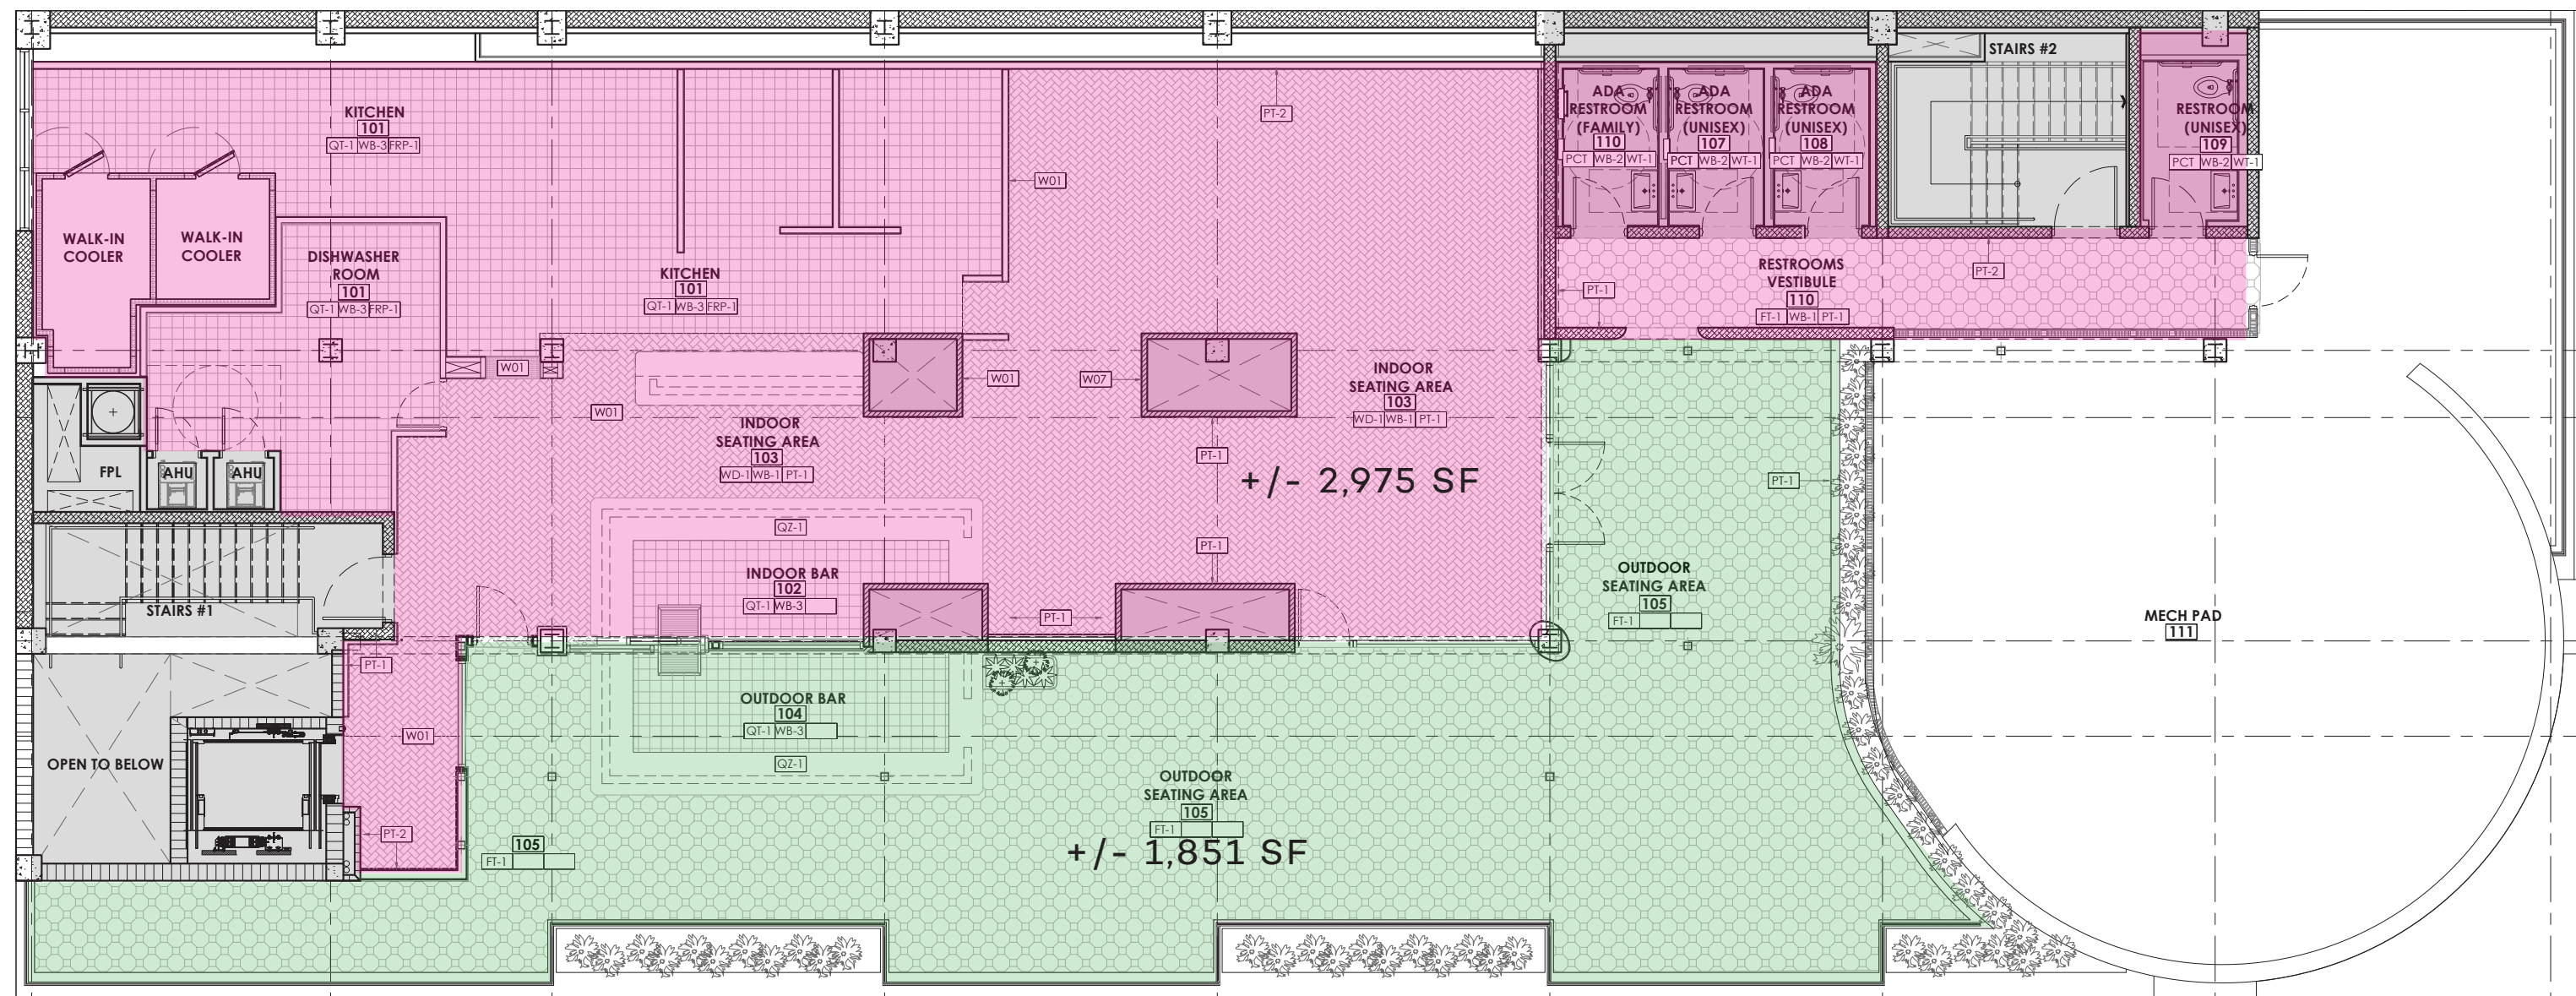 STAIRS #2
KITCHEN
101
QT-1 WB-3 FRP-1
PT-2
ADA
RESTROOM
(FAMILY)
110
PCT WB-2 WT-1
ADA
RESTROOM
(UNISEX)
107
PCT WB-2 WT-1
ADA
RESTROOM
(UNISEX)
108
PCT WB-2 WT-1
RESTROOM
(UNISEX)
109
PCT WB-2 WT-1
W01
WALK-IN
COOLER
WALK-IN
COOLER
DISHWASHER
ROOM
101
QT-1 WB-3 FRP-1
KITCHEN
101
QT-1 WB-3 FRP-1
RESTROOMS
VESTIBULE
110
FT-1 WB-1 PT-1
PT-1
PT-2
W01
W01
W07
W01
INDOOR
SEATING AREA
103
WD-1 WB-1 PT-1
INDOOR
SEATING AREA
103
WD-1 WB-1 PT-1
PT-1
+/- 2,975 SF
PT-1
FPL
AHU
AHU
QZ-1
PT-1
INDOOR BAR
102
QT-1 WB-3
PT-1
OUTDOOR
SEATING AREA
105
FT-1
STAIRS #1
MECH PAD
111
PT-1
OUTDOOR BAR
104
QT-1 WB-3
W01
QZ-1
OPEN TO BELOW
OUTDOOR
SEATING AREA
105
FT-1
PT-2
105
FT-1
+/- 1,851 SF